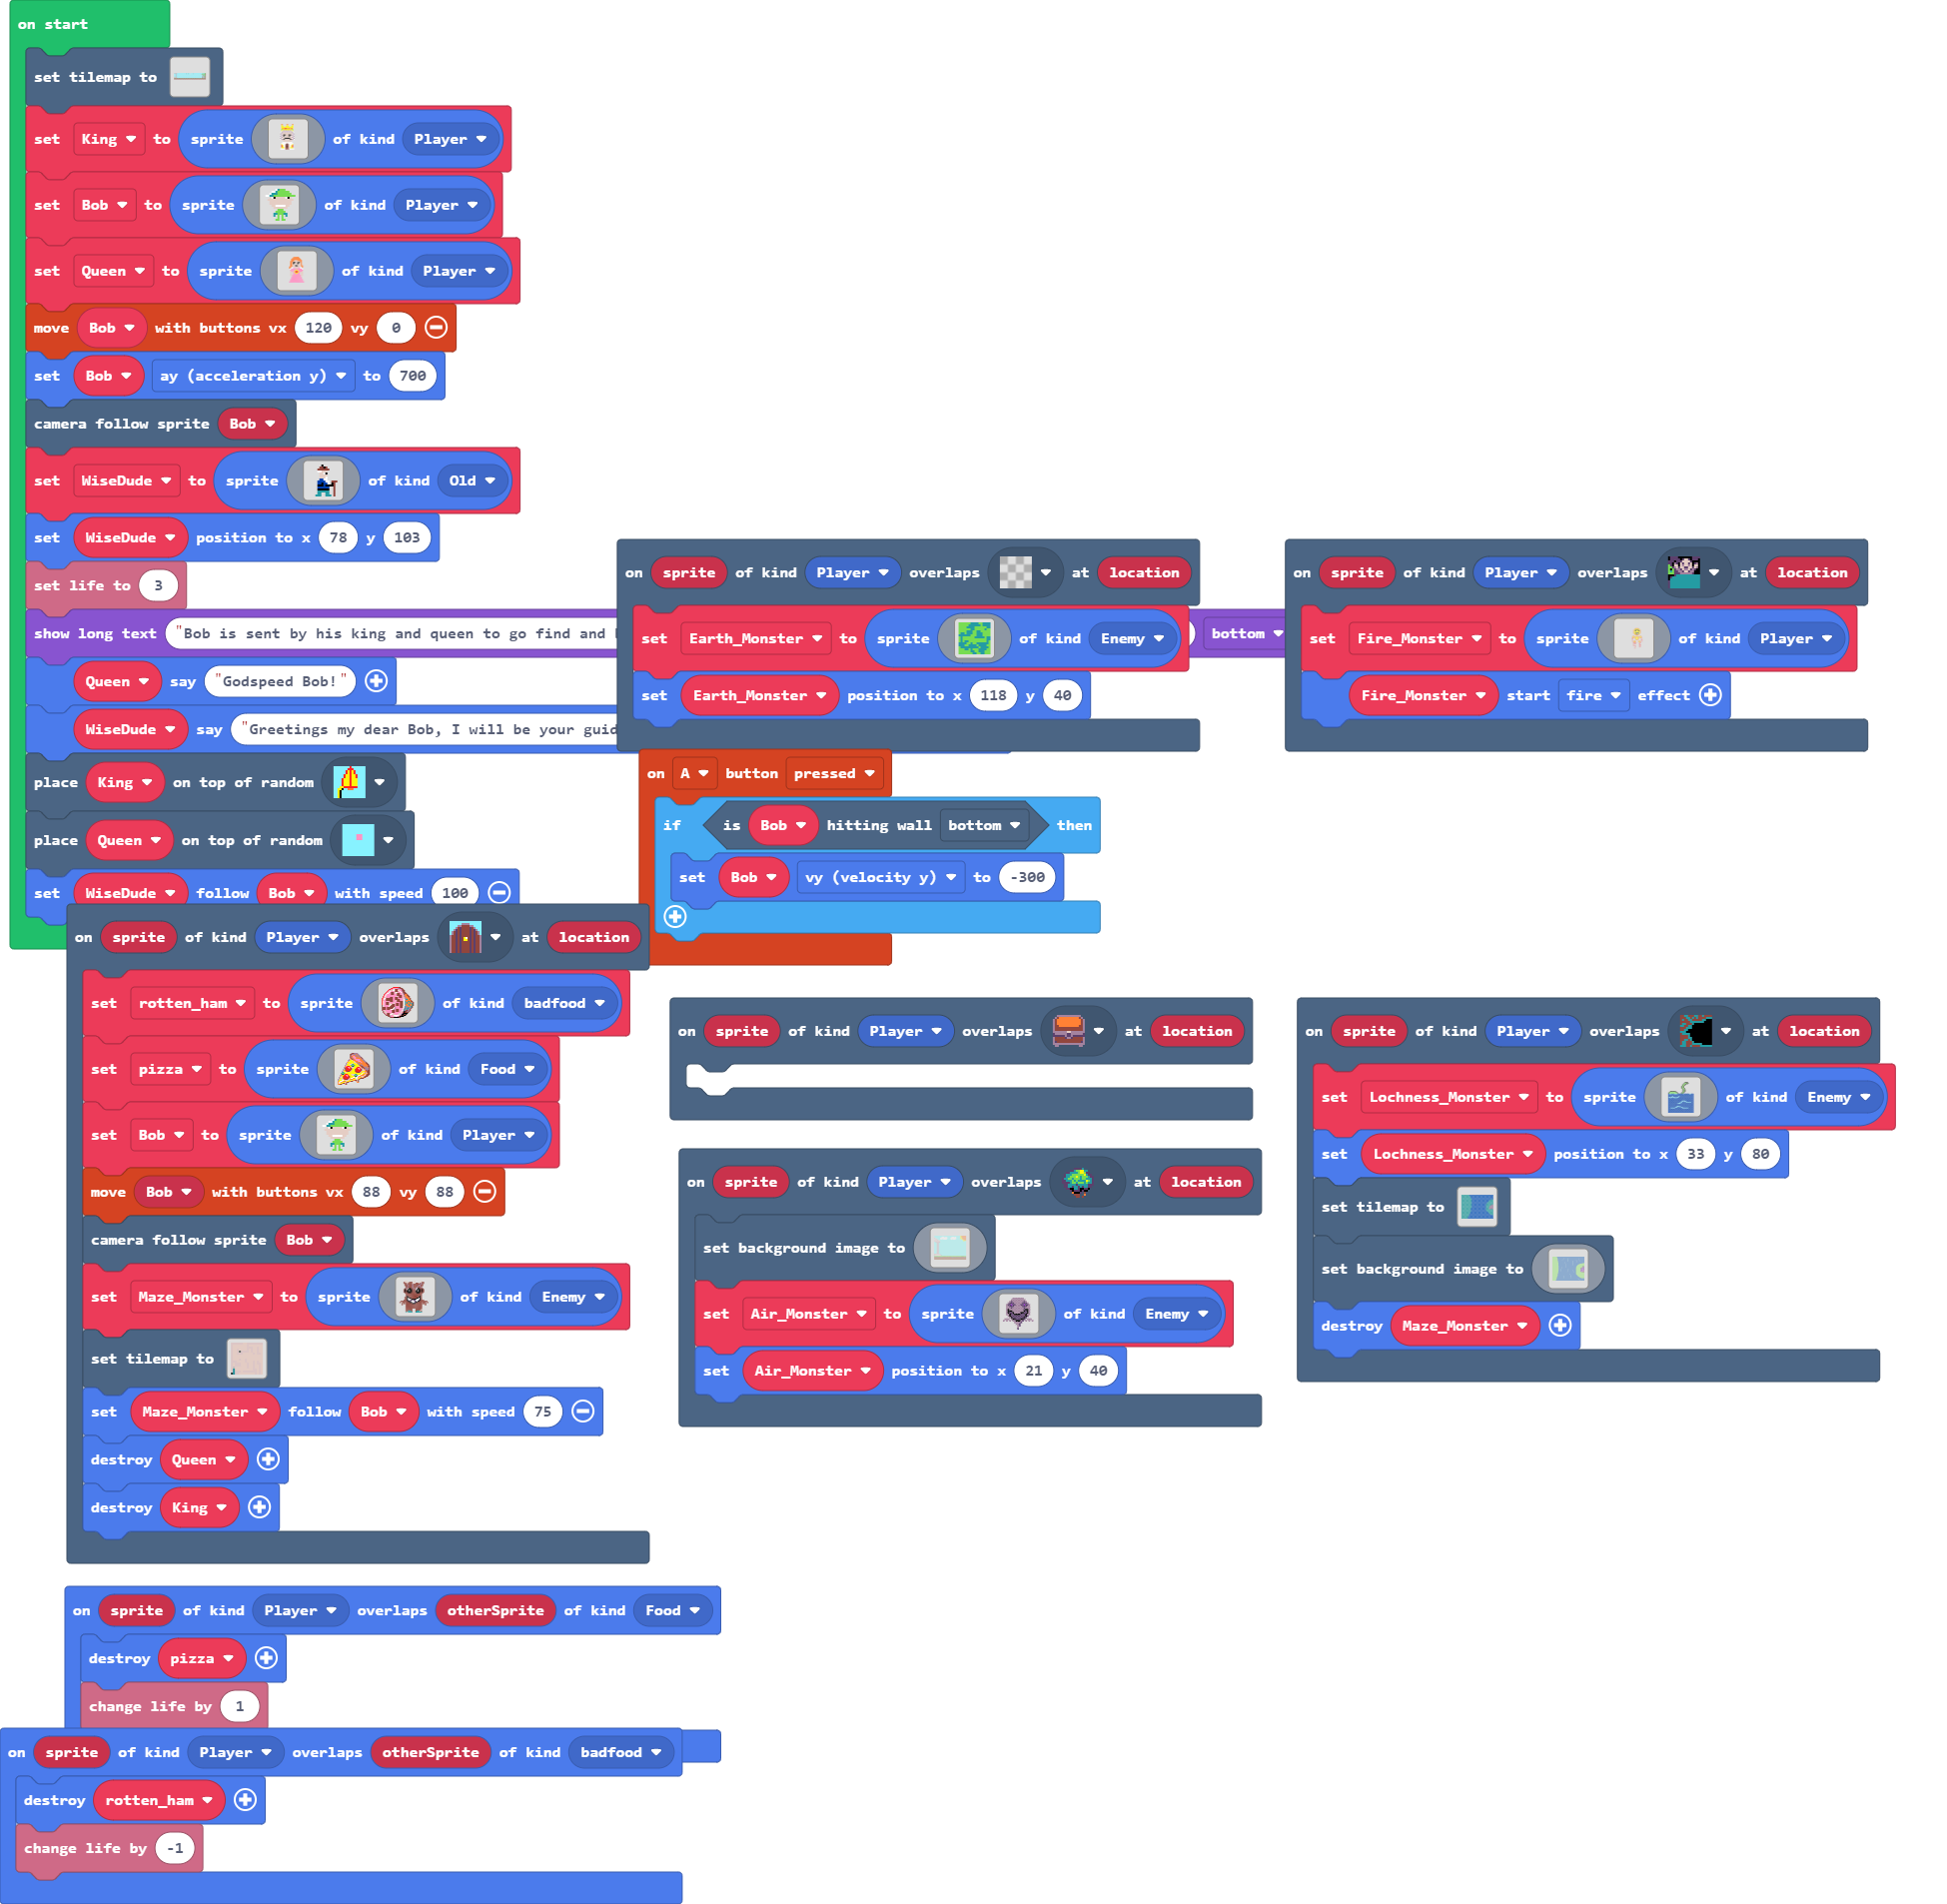 on start
set tilemap to
set King to sprite of kind Player
set Bob to sprite of kind Player
set Queen to sprite of kind Player
move Bob with buttons vx 120 vy 0
set Bob ay (acceleration y) to 700
camera follow sprite Bob
set WiseDude to sprite of kind Old
set WiseDude position to x 78 y 103
set life to 3
show long text "Bob is sent by his king and queen to go find and
bottom
Queen say "Godspeed Bob!"
WiseDude say "Greetings my dear Bob, I will be your
place King on top of random
place Queen on top of random
set WiseDude follow Bob with speed 100
on sprite of kind Player overlaps at location
set Earth_Monster to sprite of kind Enemy
set Earth_Monster position to x 118 y 40
on sprite of kind Player overlaps at location
set Fire_Monster to sprite of kind Player
Fire_Monster start fire effect
on A button pressed
if is Bob hitting wall bottom then
set Bob vy (velocity y) to -300
on sprite of kind Player overlaps at location
set rotten_ham to sprite of kind badfood
set pizza to sprite of kind Food
set Bob to sprite of kind Player
move Bob with buttons vx 88 vy 88
camera follow sprite Bob
set Maze_Monster to sprite of kind Enemy
set tilemap to
set Maze_Monster follow Bob with speed 75
destroy Queen
destroy King
on sprite of kind Player overlaps at location
on sprite of kind Player overlaps at location
set background image to
set Air_Monster to sprite of kind Enemy
set Air_Monster position to x 21 y 40
on sprite of kind Player overlaps at location
set Lochness_Monster to sprite of kind Enemy
set Lochness_Monster position to x 33 y 80
set tilemap to
set background image to
destroy Maze_Monster
on sprite of kind Player overlaps otherSprite of kind Food
destroy pizza
change life by 1
on sprite of kind Player overlaps otherSprite of kind badfood
destroy rotten_ham
change life by -1